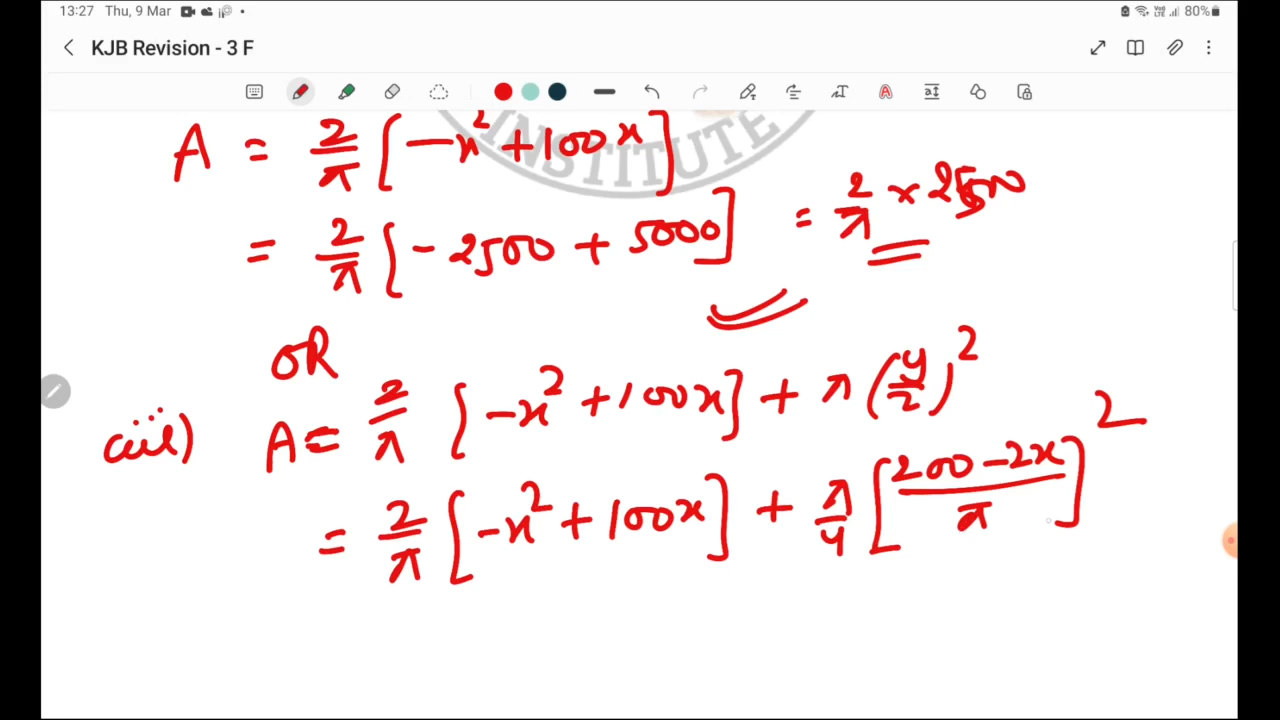 13:27 Thu, 9 Mar 80%
KJB Revision - 3 F
INSTITUTE
A = 2/π [-x² + 100x]
= 2/π [-2500 + 5000] = 2/π × 2500
OR
iii) A = 2/π [-x² + 100x] + π (y/2)²
= 2/π [-x² + 100x] + π/4 [(200 - 2x)/π]²